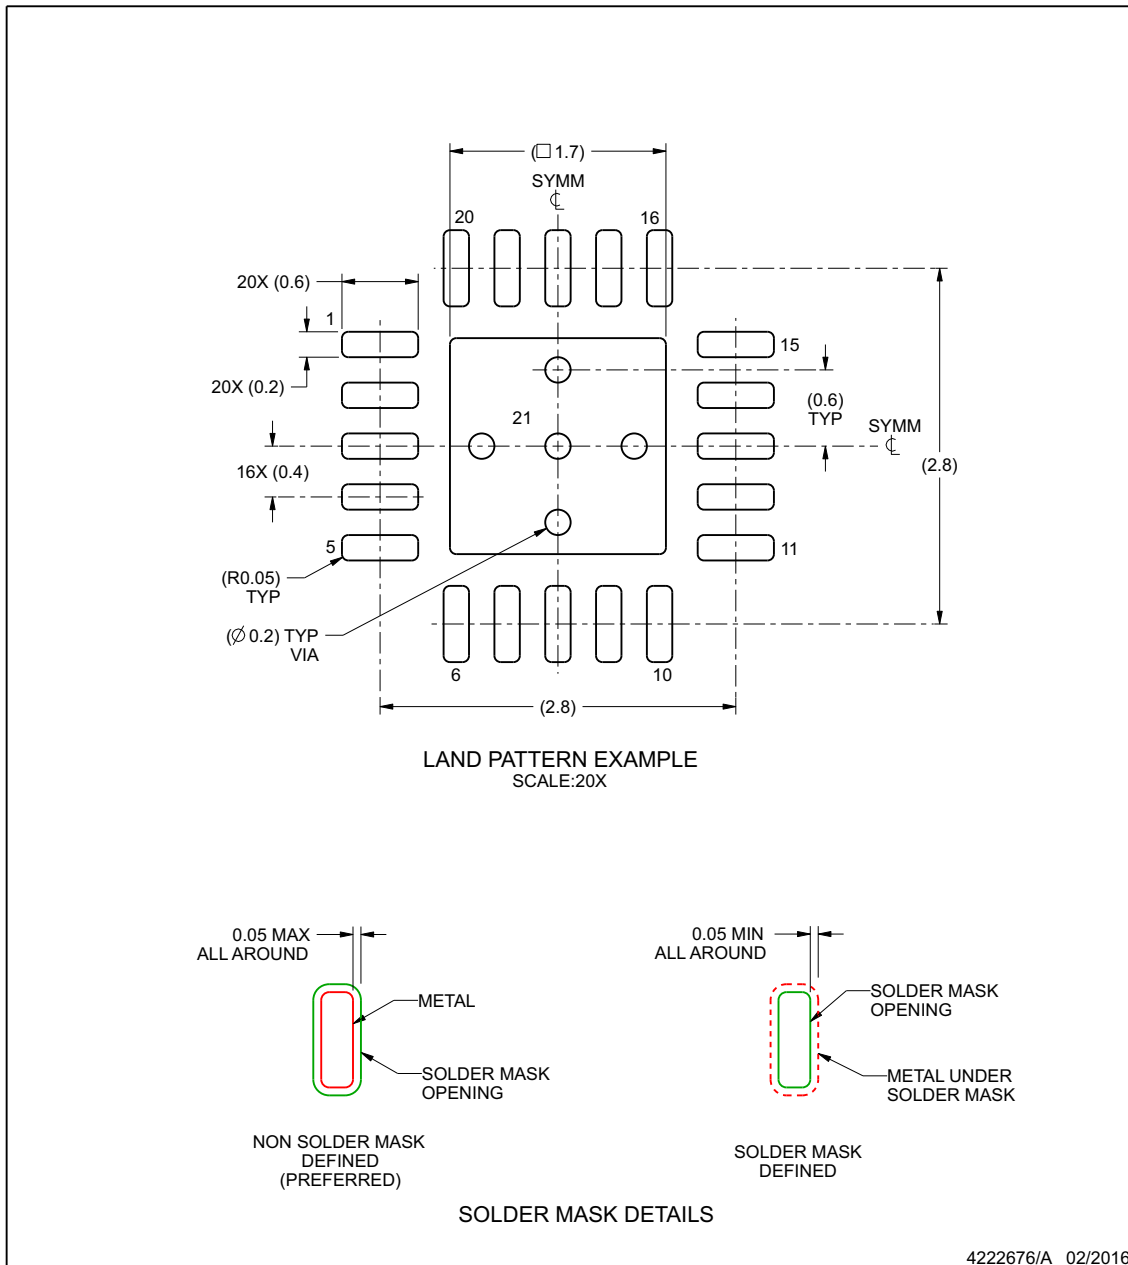 (□ 1.7)
SYMM
℄
20
16
20X (0.6)
1
15
20X (0.2)
(0.6)
TYP
21
SYMM
℄
(2.8)
16X (0.4)
5
11
(R0.05)
TYP
(Ø 0.2) TYP
VIA
6
10
(2.8)
LAND PATTERN EXAMPLE
SCALE:20X
0.05 MAX
ALL AROUND
METAL
SOLDER MASK
OPENING
NON SOLDER MASK
DEFINED
(PREFERRED)
0.05 MIN
ALL AROUND
SOLDER MASK
OPENING
METAL UNDER
SOLDER MASK
SOLDER MASK
DEFINED
SOLDER MASK DETAILS
4222676/A 02/2016